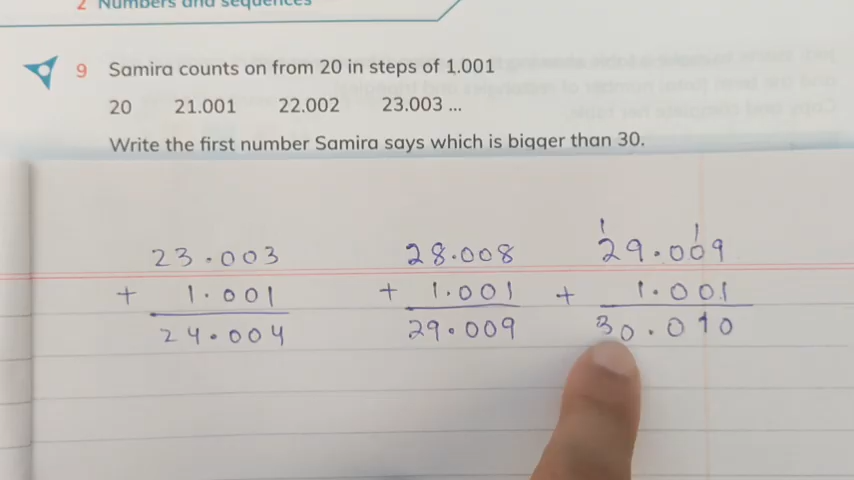 2 Numbers and sequences
9 Samira counts on from 20 in steps of 1.001
20 21.001 22.002 23.003 ...
Write the first number Samira says which is bigger than 30.
1 1
23.003 28.008 29.009
+ 1.001 + 1.001 + 1.001
24.004 29.009 30.010